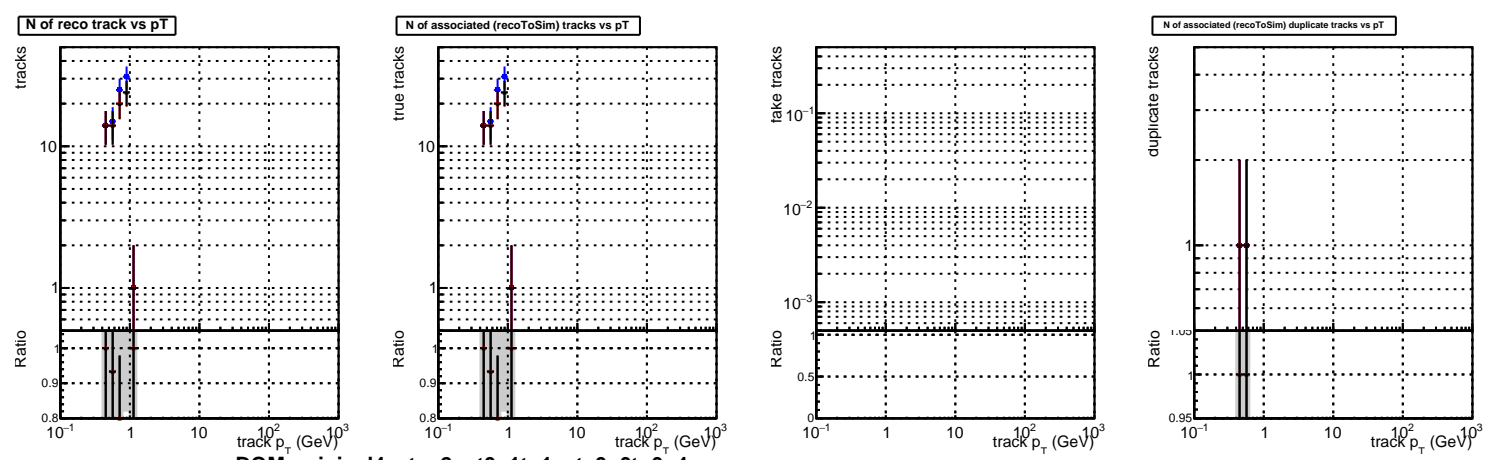 N of reco track vs pT
N of associated (recoToSim) tracks vs pT
N of associated (recoToSim) duplicate tracks vs pT
tracks
10
1
Ratio
1
0.9
0.8
10⁻¹ 1 10 10² 10³
track p_T (GeV)
true tracks
10
1
Ratio
1
0.9
0.8
10⁻¹ 1 10 10² 10³
track p_T (GeV)
fake tracks
10⁻¹
10⁻²
10⁻³
Ratio
1
0.5
0
10⁻¹ 1 10 10² 10³
track p_T (GeV)
duplicate tracks
1
Ratio
1.05
1
0.95
10⁻¹ 1 10 10² 10³
track p_T (GeV)